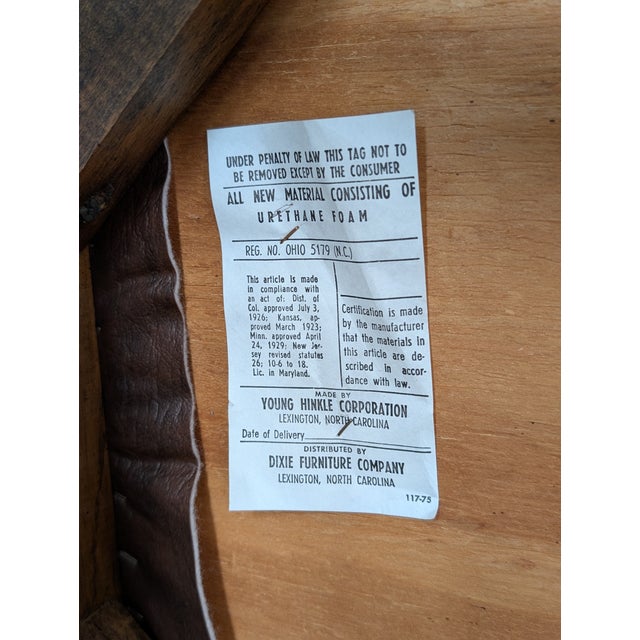 UNDER PENALTY OF LAW THIS TAG NOT TO
BE REMOVED EXCEPT BY THE CONSUMER
ALL NEW MATERIAL CONSISTING OF
URETHANE FOAM
REG. NO. OHIO 5179 (N.C.)
This article is made
in compliance with
an act of: Dist. of
Col. approved July 3,
1926; Kansas, ap-
proved March 1923;
Minn. approved April
24, 1929; New Jer-
sey revised statutes
26; 10-6 to 18.
Lic. in Maryland.
Certification is made
by the manufacturer
that the materials in
this article are de-
scribed in accor-
dance with law.
MADE BY
YOUNG HINKLE CORPORATION
LEXINGTON, NORTH CAROLINA
Date of Delivery
DISTRIBUTED BY
DIXIE FURNITURE COMPANY
LEXINGTON, NORTH CAROLINA
117-75